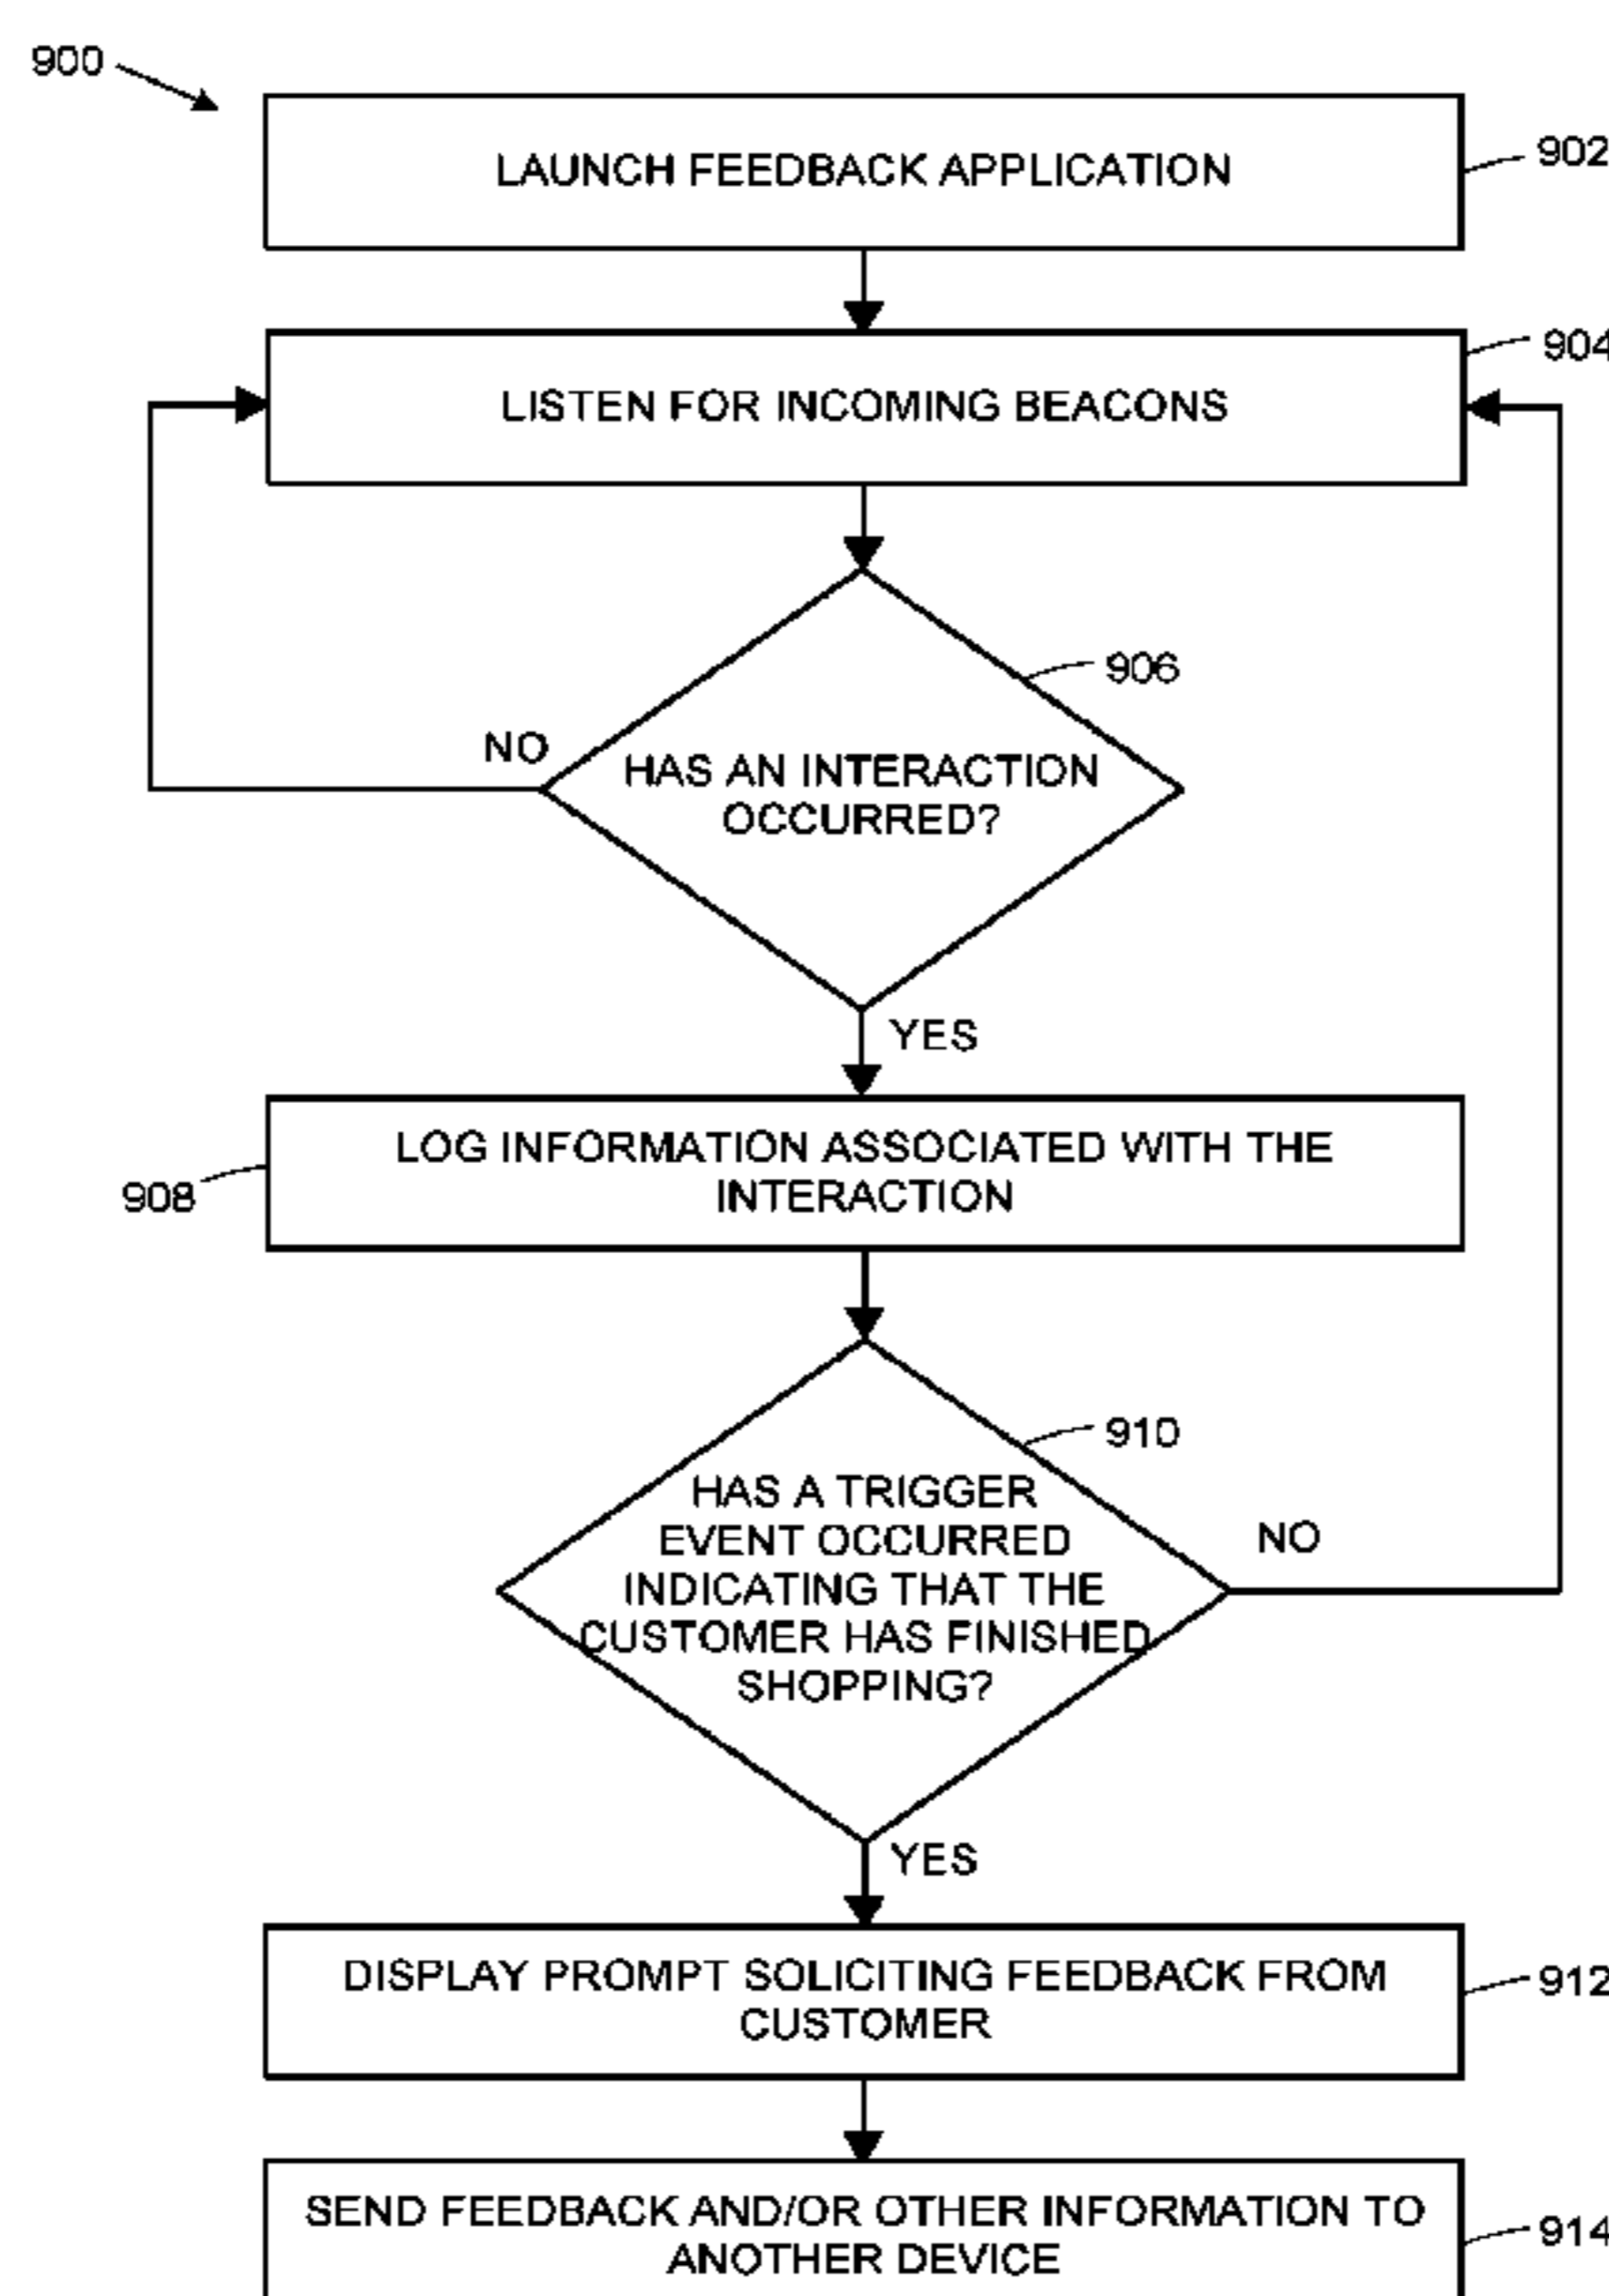 900
LAUNCH FEEDBACK APPLICATION
902
LISTEN FOR INCOMING BEACONS
904
906
NO
HAS AN INTERACTION
OCCURRED?
YES
LOG INFORMATION ASSOCIATED WITH THE
INTERACTION
908
910
HAS A TRIGGER
EVENT OCCURRED
INDICATING THAT THE
CUSTOMER HAS FINISHED
SHOPPING?
NO
YES
DISPLAY PROMPT SOLICITING FEEDBACK FROM
CUSTOMER
912
SEND FEEDBACK AND/OR OTHER INFORMATION TO
ANOTHER DEVICE
914